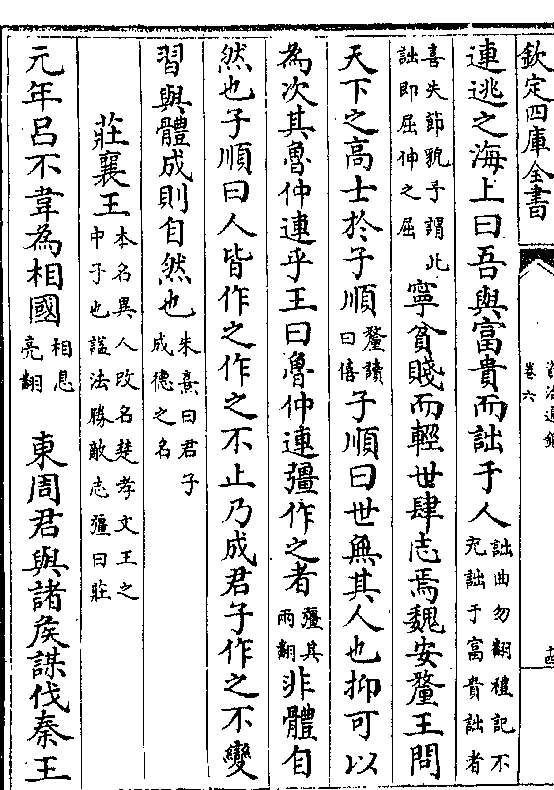 欽定四庫全書
資治通鑑
卷六
十四
連逃之海上曰吾與富貴而詘于人詘曲勿翻禮記不充詘于富貴詘者
喜失節貌予謂此詘即屈伸之屈寧貧賤而輕世肆志焉魏安釐王問
天下之高士於子順釐讀曰僖子順曰世無其人也抑可以
為次其魯仲連乎王曰魯仲連彊作之者彊其兩翻非體自
然也子順曰人皆作之作之不止乃成君子作之不變
習與體成則自然也朱熹曰君子成德之名
莊襄王本名異人改名楚孝文王之中子也諡法勝敵志彊曰莊
元年呂不韋為相國相息亮翻東周君與諸侯謀伐秦王